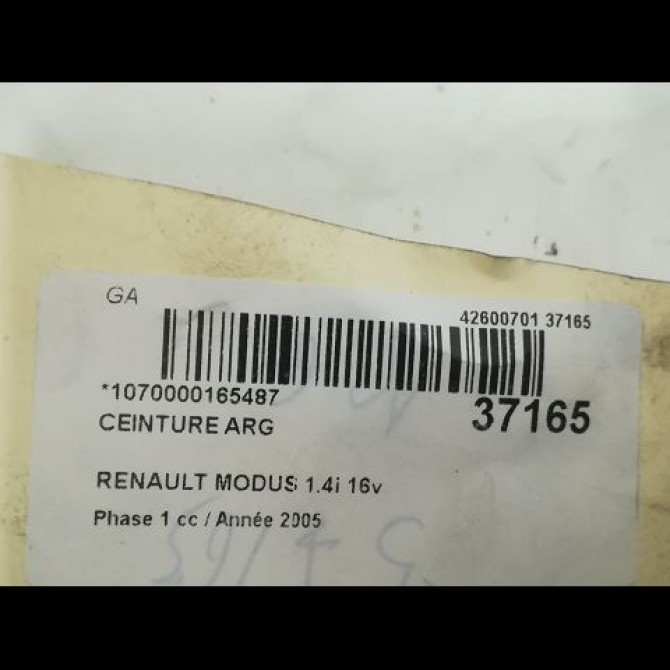 GA
42600701 37165
*1070000165487
37165
CEINTURE ARG
RENAULT MODUS 1.4i 16v
Phase 1 cc / Année 2005